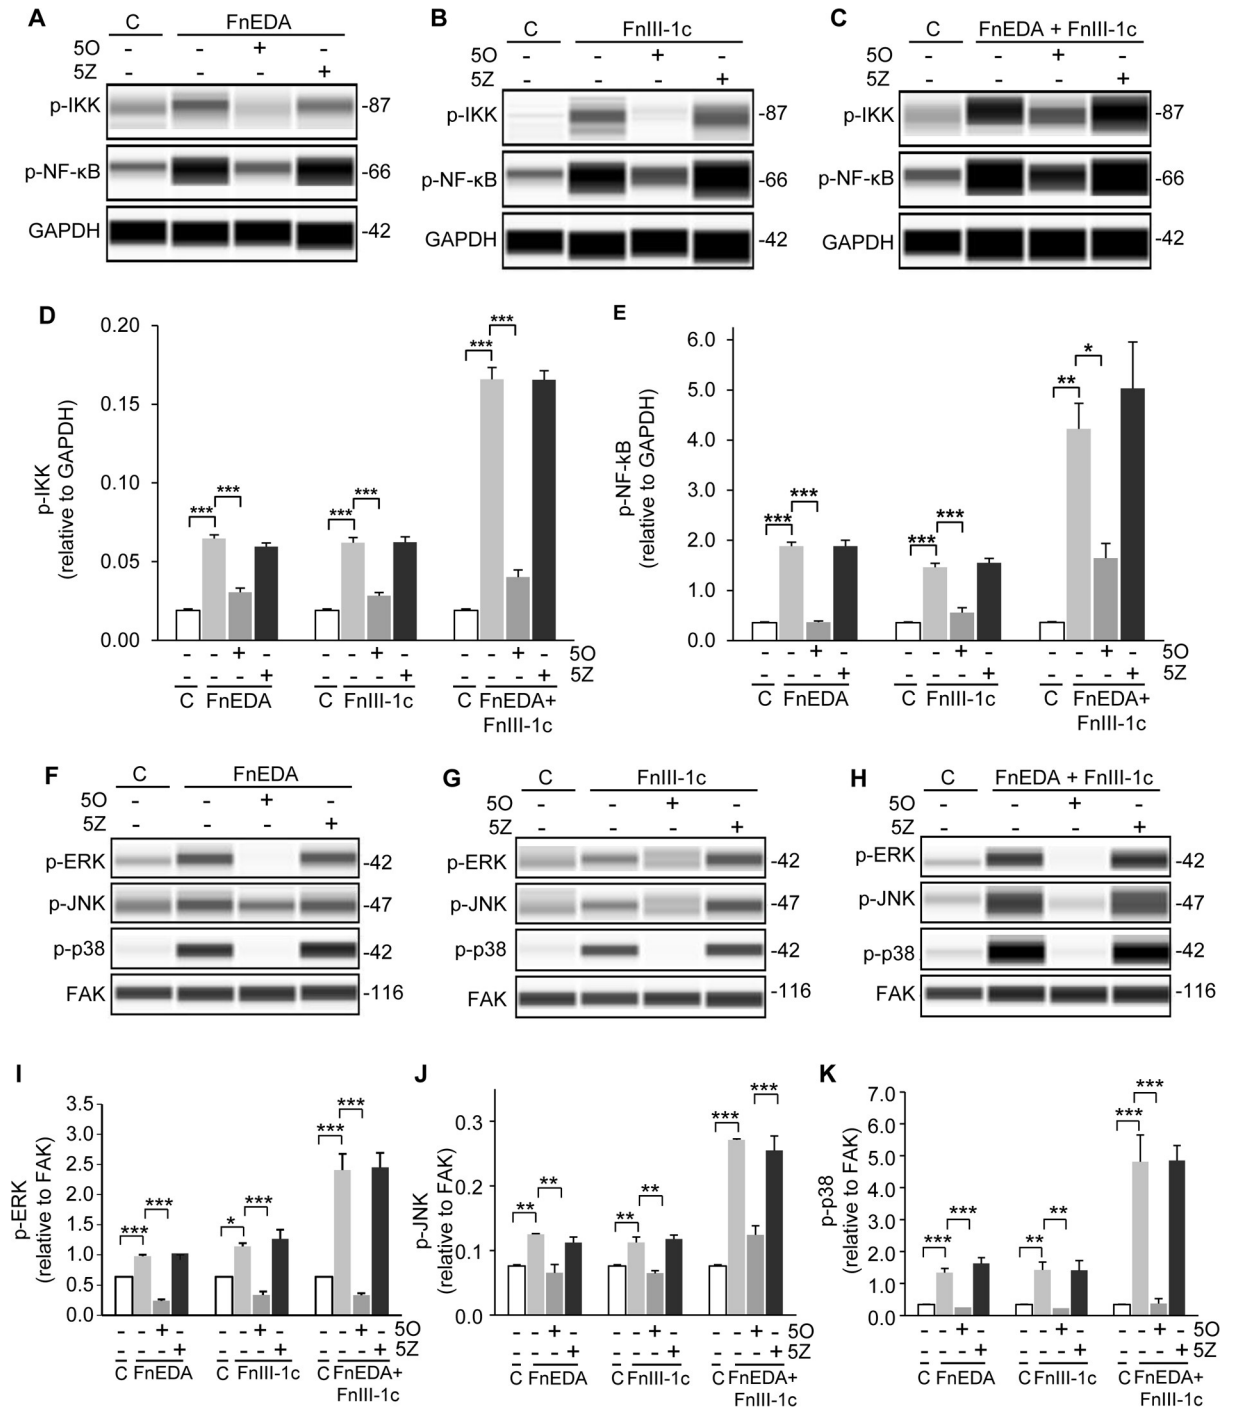 A
C FnEDA
5O - - + -
5Z - - - +
p-IKK -87
p-NF-κB -66
GAPDH -42
B
C FnIII-1c
5O - - + -
5Z - - - +
p-IKK -87
p-NF-κB -66
GAPDH -42
C
C FnEDA + FnIII-1c
5O - - + -
5Z - - - +
p-IKK -87
p-NF-κB -66
GAPDH -42
D
p-IKK
(relative to GAPDH)
0.20
0.15
0.10
0.05
0.00
*** *** *** *** *** ***
- - + - - - + - - - + - 5O
- - - + - - - + - - - + 5Z
C FnEDA C FnIII-1c C FnEDA+
FnIII-1c
E
p-NF-κB
(relative to GAPDH)
6.0
5.0
4.0
3.0
2.0
1.0
0.0
*** *** *** *** ** *
- - + - - - + - - - + - 5O
- - - + - - - + - - - + 5Z
C FnEDA C FnIII-1c C FnEDA+
FnIII-1c
F
C FnEDA
5O - - + -
5Z - - - +
p-ERK -42
p-JNK -47
p-p38 -42
FAK -116
G
C FnIII-1c
5O - - + -
5Z - - - +
p-ERK -42
p-JNK -47
p-p38 -42
FAK -116
H
C FnEDA + FnIII-1c
5O - - + -
5Z - - - +
p-ERK -42
p-JNK -47
p-p38 -42
FAK -116
I
p-ERK
(relative to FAK)
3.5
3.0
2.5
2.0
1.5
1.0
0.5
0.0
*** *** * *** *** ***
- - + - - - + - - - + - 5O
- - - + - - - + - - - + 5Z
C FnEDA C FnIII-1c C FnEDA+
FnIII-1c
J
p-JNK
(relative to FAK)
0.3
0.2
0.1
0.0
** ** ** ** *** ***
- - + - - - + - - - + - 5O
- - - + - - - + - - - + 5Z
C FnEDA C FnIII-1c C FnEDA+
FnIII-1c
K
p-p38
(relative to FAK)
7.0
6.0
5.0
4.0
3.0
2.0
1.0
0.0
*** *** ** ** *** ***
- - + - - - + - - - + - 5O
- - - + - - - + - - - + 5Z
C FnEDA C FnIII-1c C FnEDA+
FnIII-1c